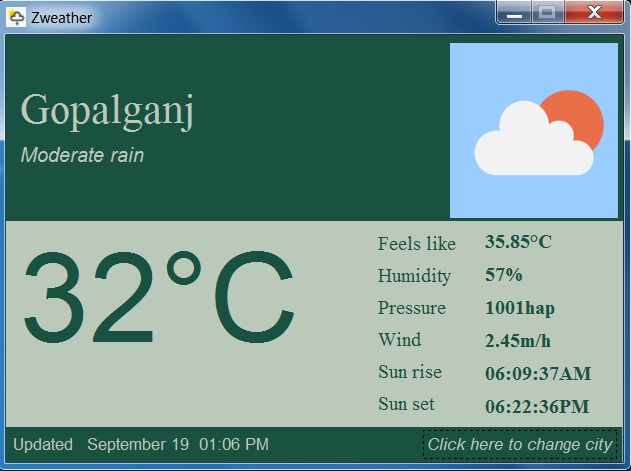 Zweather
Gopalganj
Moderate rain
32°C
Feels like 35.85°C
Humidity 57%
Pressure 1001hap
Wind 2.45m/h
Sun rise 06:09:37AM
Sun set 06:22:36PM
Updated September 19 01:06 PM
Click here to change city